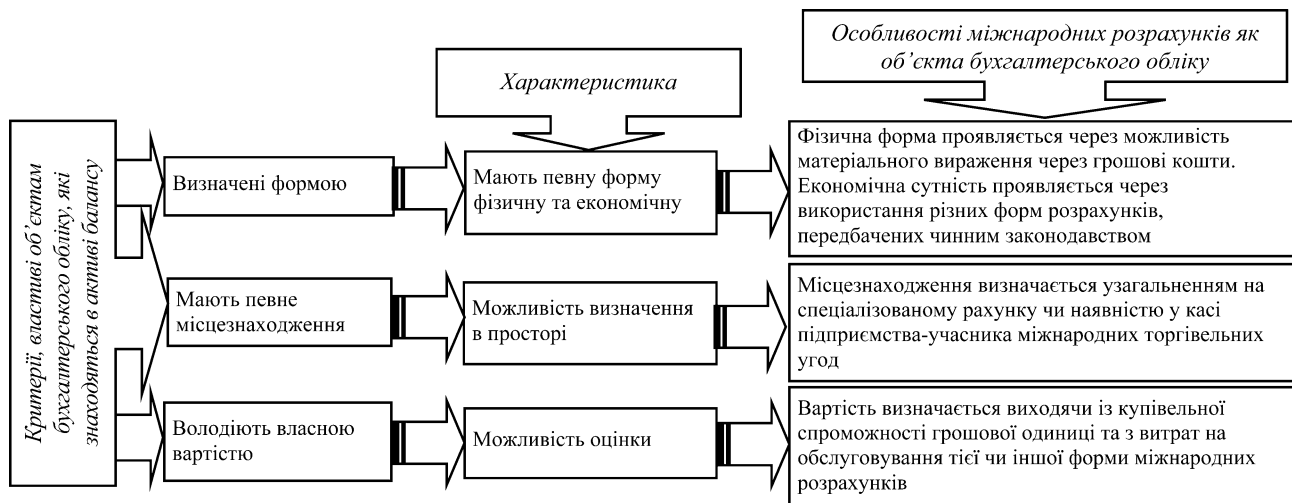 Особливості міжнародних розрахунків як
об’єкта бухгалтерського обліку
Характеристика
Критерії, властиві об’єктам
бухгалтерського обліку, які
знаходяться в активі балансу
Визначені формою
Мають певну форму
фізичну та економічну
Фізична форма проявляється через можливість
матеріального вираження через грошові кошти.
Економічна сутність проявляється через
використання різних форм розрахунків,
передбачених чинним законодавством
Мають певне
місцезнаходження
Можливість визначення
в просторі
Місцезнаходження визначається узагальненням на
спеціалізованому рахунку чи наявністю у касі
підприємства-учасника міжнародних торгівельних
угод
Володіють власною
вартістю
Можливість оцінки
Вартість визначається виходячи із купівельної
спроможності грошової одиниці та з витрат на
обслуговування тієї чи іншої форми міжнародних
розрахунків